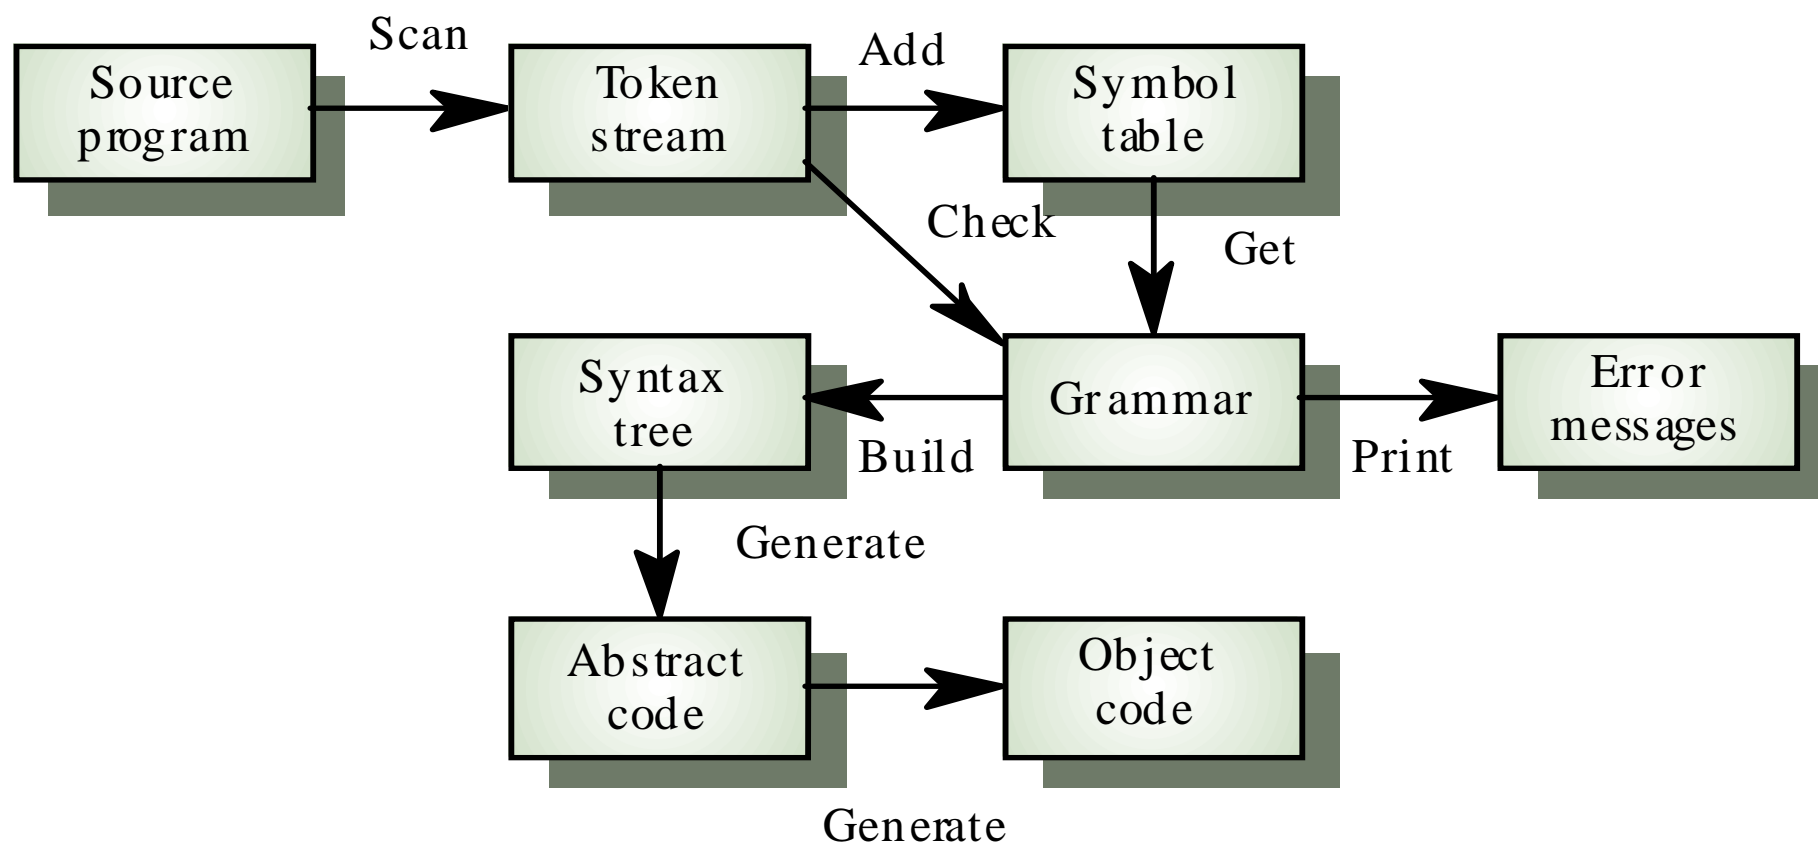 Scan
Add
Source
program
Token
stream
Symbol
table
Check
Get
Syntax
tree
Grammar
Error
messages
Build
Print
Generate
Abstract
code
Object
code
Generate